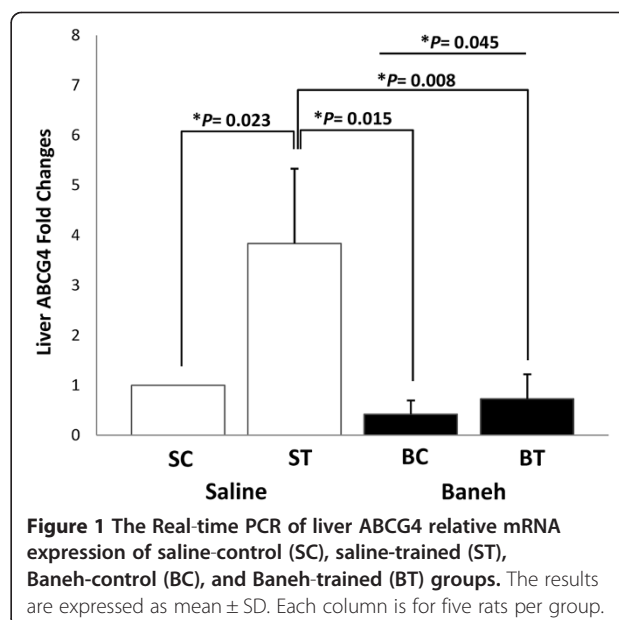 8
*P= 0.045
7
*P= 0.008
6
*P= 0.023
*P= 0.015
5
4
3
2
1
0
Liver ABCG4 Fold Changes
SC ST BC BT
Saline Baneh
Figure 1 The Real-time PCR of liver ABCG4 relative mRNA
expression of saline-control (SC), saline-trained (ST),
Baneh-control (BC), and Baneh-trained (BT) groups. The results
are expressed as mean ± SD. Each column is for five rats per group.